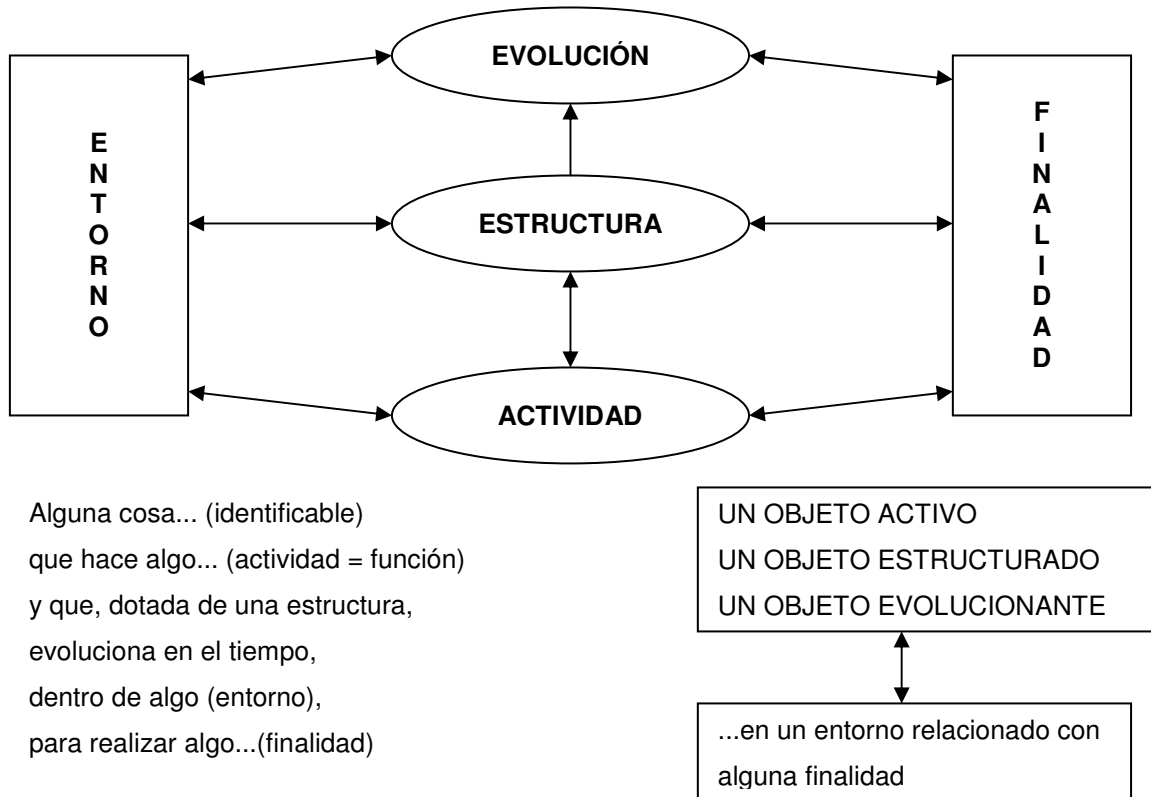 EVOLUCIÓN
ENTORNO
FINALIDAD
ESTRUCTURA
ACTIVIDAD
Alguna cosa... (identificable)
que hace algo... (actividad = función)
y que, dotada de una estructura,
evoluciona en el tiempo,
dentro de algo (entorno),
para realizar algo...(finalidad)
UN OBJETO ACTIVO
UN OBJETO ESTRUCTURADO
UN OBJETO EVOLUCIONANTE
...en un entorno relacionado con
alguna finalidad